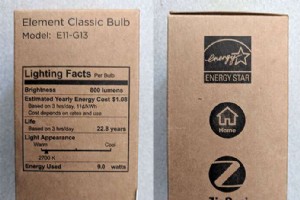 Element Classic Bulb
Model: E11-G13
Lighting Facts Per Bulb
Brightness 800 lumens
Estimated Yearly Energy Cost $1.08
Based on 3 hrs/day, 11¢/kWh
Cost depends on rates and use
Life
Based on 3 hrs/day 22.8 years
Light Appearance
Warm Cool
2700 K
Energy Used 9.0 watts
energy
ENERGY STAR
Home